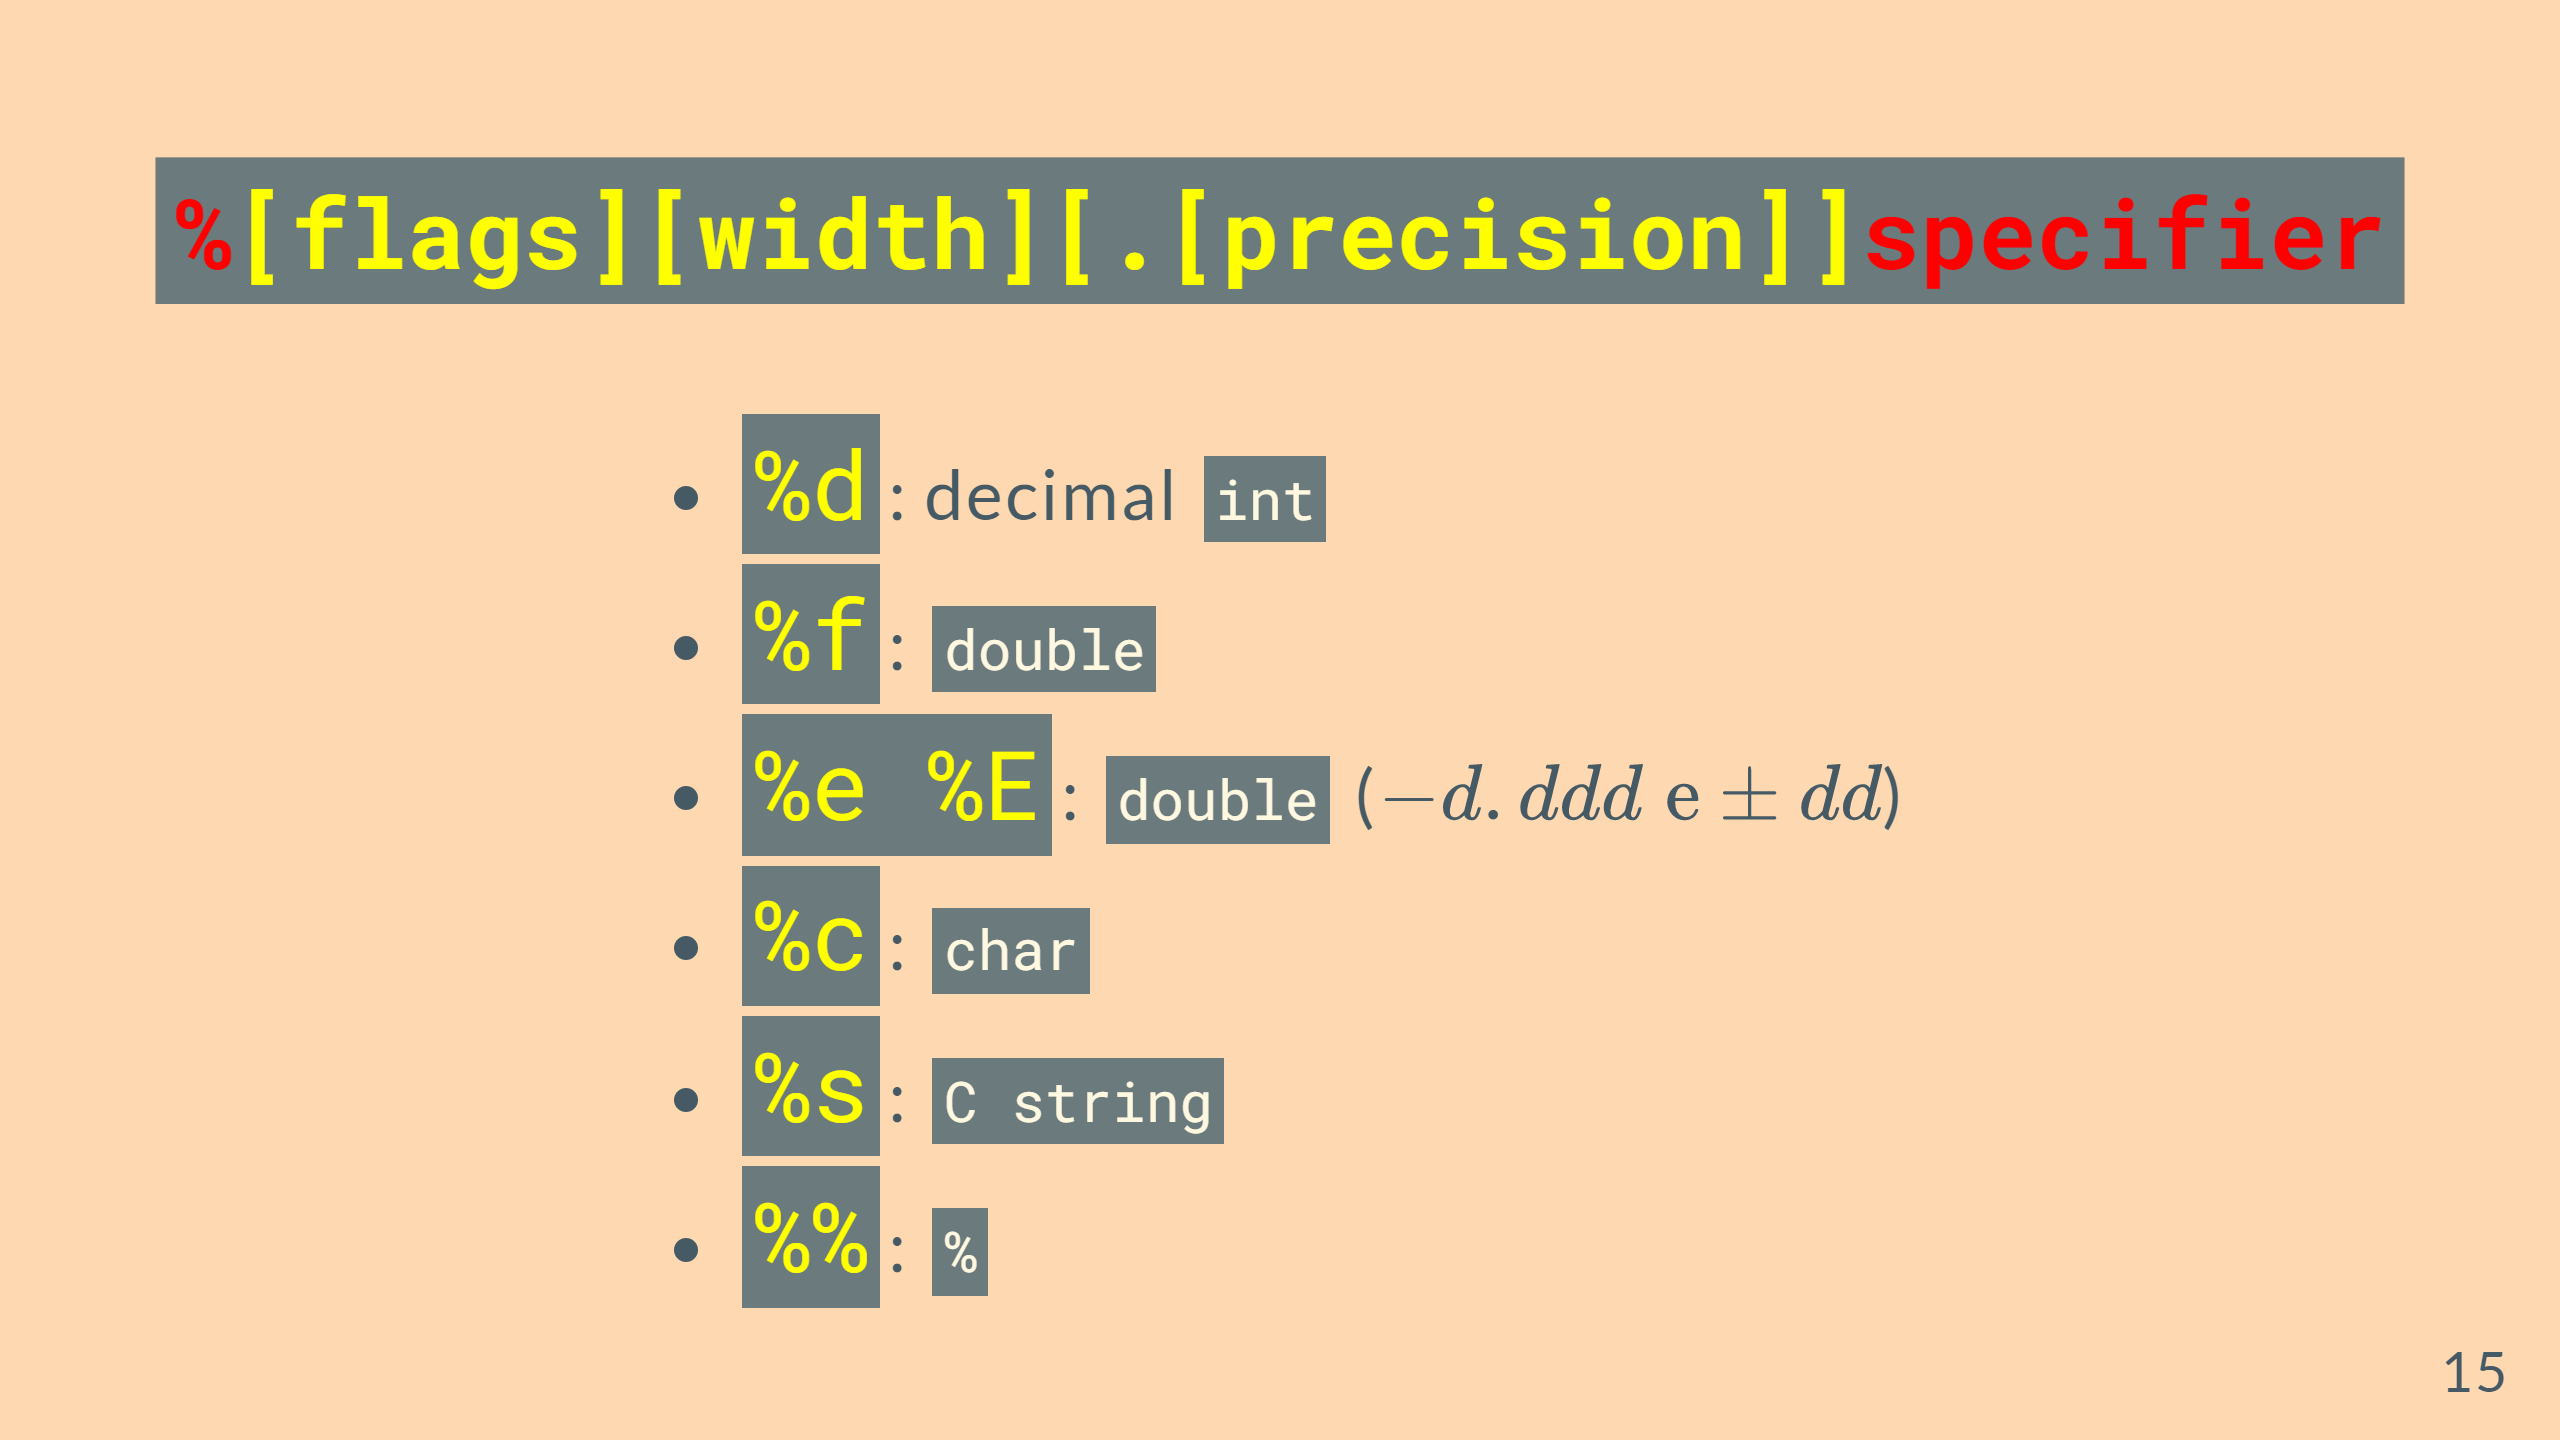 %[flags][width][.[precision]]specifier
• %d : decimal int
• %f : double
• %e %E : double (−d.ddd e ± dd)
• %c : char
• %s : C string
• %% : %
15